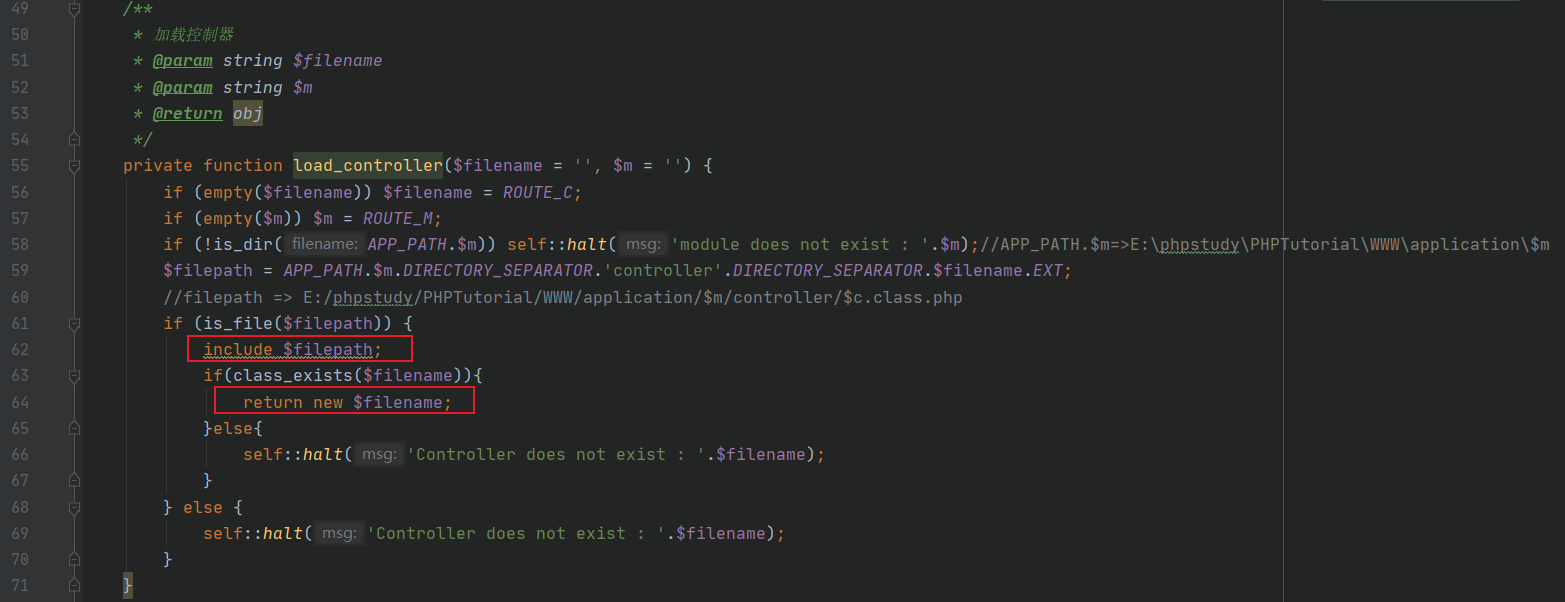 49 /**
50 * 加载控制器
51 * @param string $filename
52 * @param string $m
53 * @return obj
54 */
55 private function load_controller($filename = '', $m = '') {
56 if (empty($filename)) $filename = ROUTE_C;
57 if (empty($m)) $m = ROUTE_M;
58 if (!is_dir( filename: APP_PATH.$m)) self::halt( msg: 'module does not exist : '.$m);//APP_PATH.$m=>E:\phpstudy\PHPTutorial\WWW\application\$m
59 $filepath = APP_PATH.$m.DIRECTORY_SEPARATOR.'controller'.DIRECTORY_SEPARATOR.$filename.EXT;
60 //filepath => E:/phpstudy/PHPTutorial/WWW/application/$m/controller/$c.class.php
61 if (is_file($filepath)) {
62 include $filepath;
63 if(class_exists($filename)){
64 return new $filename;
65 }else{
66 self::halt( msg: 'Controller does not exist : '.$filename);
67 }
68 } else {
69 self::halt( msg: 'Controller does not exist : '.$filename);
70 }
71 }